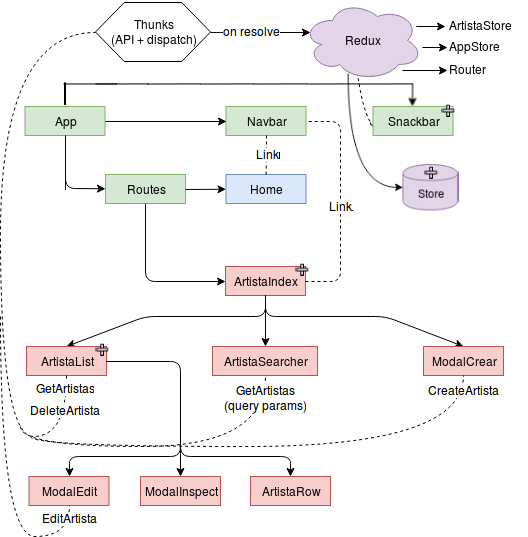 Thunks
(API + dispatch)
on resolve
Redux
ArtistaStore
AppStore
Router
App
Navbar
Snackbar
Link
Routes
Home
Store
Link
ArtistaIndex
ArtistaList
ArtistaSearcher
ModalCrear
GetArtistas
DeleteArtista
GetArtistas
(query params)
CreateArtista
ModalEdit
ModalInspect
ArtistaRow
EditArtista